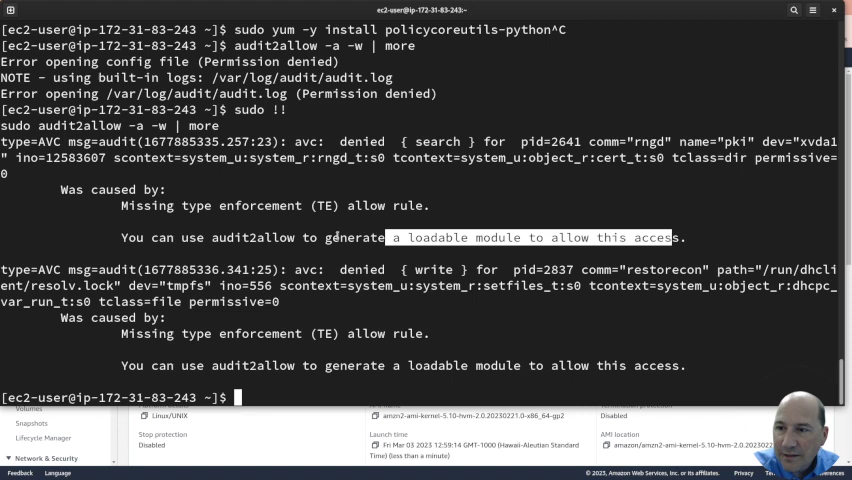 ec2-user@ip-172-31-83-243:~
[ec2-user@ip-172-31-83-243 ~]$ sudo yum -y install policycoreutils-python^C
[ec2-user@ip-172-31-83-243 ~]$ audit2allow -a -w | more
Error opening config file (Permission denied)
NOTE - using built-in logs: /var/log/audit/audit.log
Error opening /var/log/audit/audit.log (Permission denied)
[ec2-user@ip-172-31-83-243 ~]$ sudo !!
sudo audit2allow -a -w | more
type=AVC msg=audit(1677885335.257:23): avc:  denied  { search } for  pid=2641 comm="rngd" name="pki" dev="xvda1
" ino=12583607 scontext=system_u:system_r:rngd_t:s0 tcontext=system_u:object_r:cert_t:s0 tclass=dir permissive=
0
Was caused by:
Missing type enforcement (TE) allow rule.
You can use audit2allow to generate a loadable module to allow this access.
type=AVC msg=audit(1677885336.341:25): avc:  denied  { write } for  pid=2837 comm="restorecon" path="/run/dhcli
ent/resolv.lock" dev="tmpfs" ino=556 scontext=system_u:system_r:setfiles_t:s0 tcontext=system_u:object_r:dhcpc_
var_run_t:s0 tclass=file permissive=0
Was caused by:
Missing type enforcement (TE) allow rule.
You can use audit2allow to generate a loadable module to allow this access.
[ec2-user@ip-172-31-83-243 ~]$
Volumes
Snapshots
Lifecycle Manager
Network & Security
Linux/UNIX
Stop protection
Disabled
amzn2-ami-kernel-5.10-hvm-2.0.20230221.0-x86_64-gp2
Launch time
Fri Mar 03 2023 12:59:14 GMT-1000 (Hawaii-Aleutian Standard
Time) (less than a minute)
Disabled
AMI location
amazon/amzn2-ami-kernel-5.10-hvm-2.0.202302
Feedback Language
© 2023, Amazon Web Services, Inc. or its affiliates. Privacy